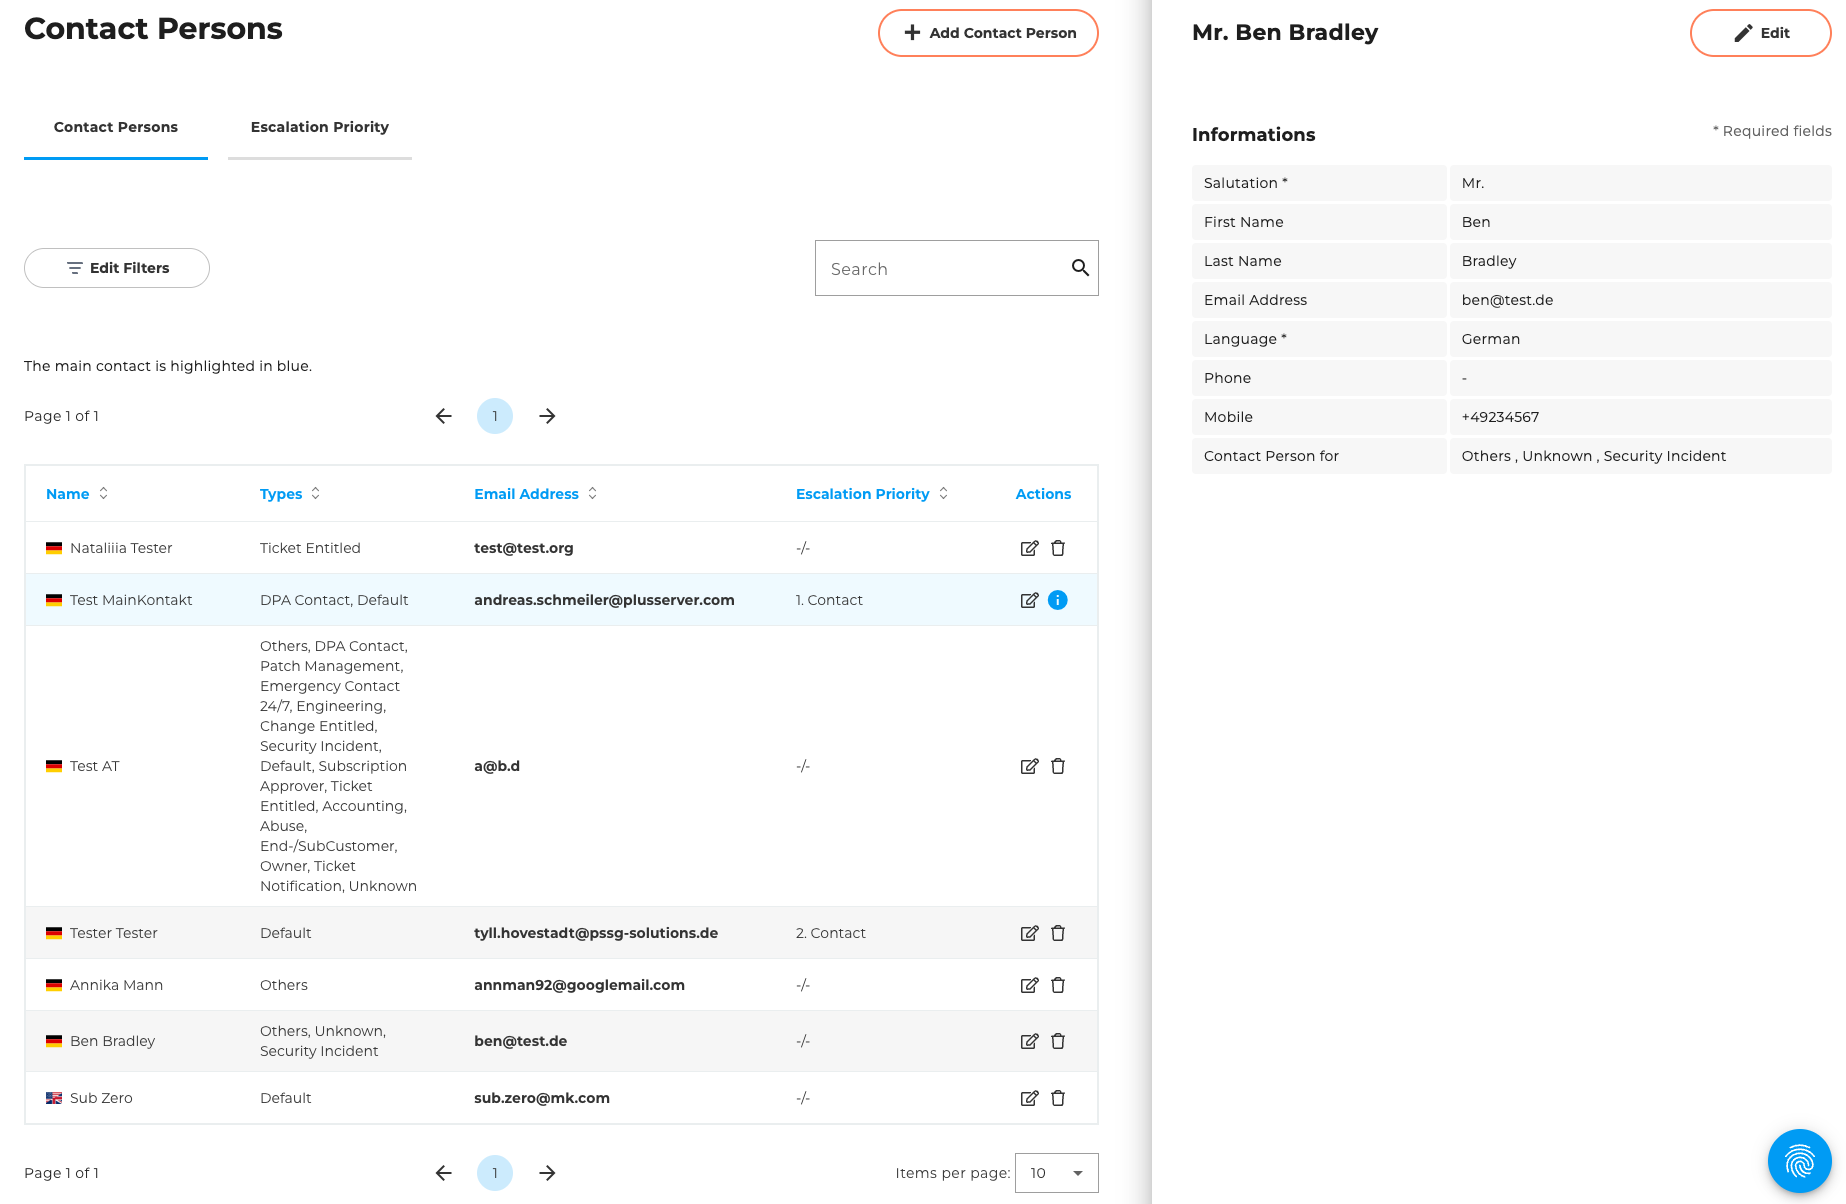 Contact Persons
Add Contact Person
Contact Persons
Escalation Priority
Edit Filters
Search
The main contact is highlighted in blue.
Page 1 of 1
1
Name
Types
Email Address
Escalation Priority
Actions
Nataliiia Tester
Ticket Entitled
test@test.org
-/-
Test MainKontakt
DPA Contact, Default
andreas.schmeiler@plusserver.com
1. Contact
Test AT
Others, DPA Contact,
Patch Management,
Emergency Contact
24/7, Engineering,
Change Entitled,
Security Incident,
Default, Subscription
Approver, Ticket
Entitled, Accounting,
Abuse,
End-/SubCustomer,
Owner, Ticket
Notification, Unknown
a@b.d
-/-
Tester Tester
Default
tyll.hovestadt@pssg-solutions.de
2. Contact
Annika Mann
Others
annman92@googlemail.com
-/-
Ben Bradley
Others, Unknown,
Security Incident
ben@test.de
-/-
Sub Zero
Default
sub.zero@mk.com
-/-
Page 1 of 1
1
Items per page:
10
Mr. Ben Bradley
Edit
Informations
* Required fields
Salutation *
Mr.
First Name
Ben
Last Name
Bradley
Email Address
ben@test.de
Language *
German
Phone
-
Mobile
+49234567
Contact Person for
Others , Unknown , Security Incident